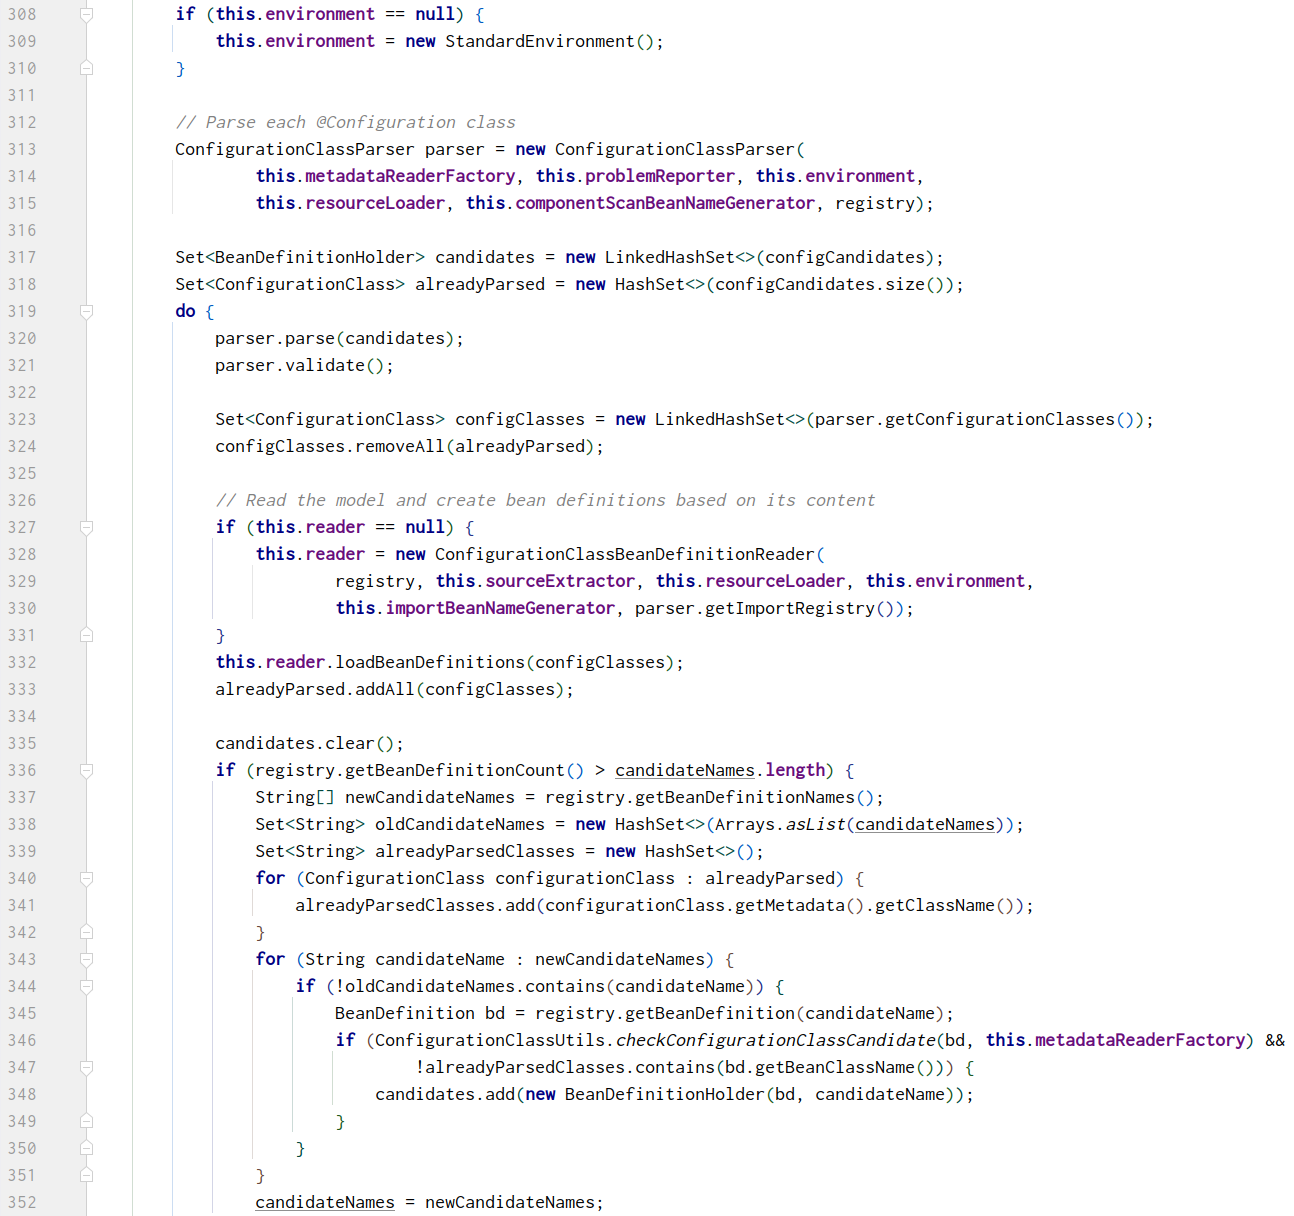 308 if (this.environment == null) {
309 this.environment = new StandardEnvironment();
310 }
311
312 // Parse each @Configuration class
313 ConfigurationClassParser parser = new ConfigurationClassParser(
314 this.metadataReaderFactory, this.problemReporter, this.environment,
315 this.resourceLoader, this.componentScanBeanNameGenerator, registry);
316
317 Set<BeanDefinitionHolder> candidates = new LinkedHashSet<>(configCandidates);
318 Set<ConfigurationClass> alreadyParsed = new HashSet<>(configCandidates.size());
319 do {
320 parser.parse(candidates);
321 parser.validate();
322
323 Set<ConfigurationClass> configClasses = new LinkedHashSet<>(parser.getConfigurationClasses());
324 configClasses.removeAll(alreadyParsed);
325
326 // Read the model and create bean definitions based on its content
327 if (this.reader == null) {
328 this.reader = new ConfigurationClassBeanDefinitionReader(
329 registry, this.sourceExtractor, this.resourceLoader, this.environment,
330 this.importBeanNameGenerator, parser.getImportRegistry());
331 }
332 this.reader.loadBeanDefinitions(configClasses);
333 alreadyParsed.addAll(configClasses);
334
335 candidates.clear();
336 if (registry.getBeanDefinitionCount() > candidateNames.length) {
337 String[] newCandidateNames = registry.getBeanDefinitionNames();
338 Set<String> oldCandidateNames = new HashSet<>(Arrays.asList(candidateNames));
339 Set<String> alreadyParsedClasses = new HashSet<>();
340 for (ConfigurationClass configurationClass : alreadyParsed) {
341 alreadyParsedClasses.add(configurationClass.getMetadata().getClassName());
342 }
343 for (String candidateName : newCandidateNames) {
344 if (!oldCandidateNames.contains(candidateName)) {
345 BeanDefinition bd = registry.getBeanDefinition(candidateName);
346 if (ConfigurationClassUtils.checkConfigurationClassCandidate(bd, this.metadataReaderFactory) &&
347 !alreadyParsedClasses.contains(bd.getBeanClassName())) {
348 candidates.add(new BeanDefinitionHolder(bd, candidateName));
349 }
350 }
351 }
352 candidateNames = newCandidateNames;